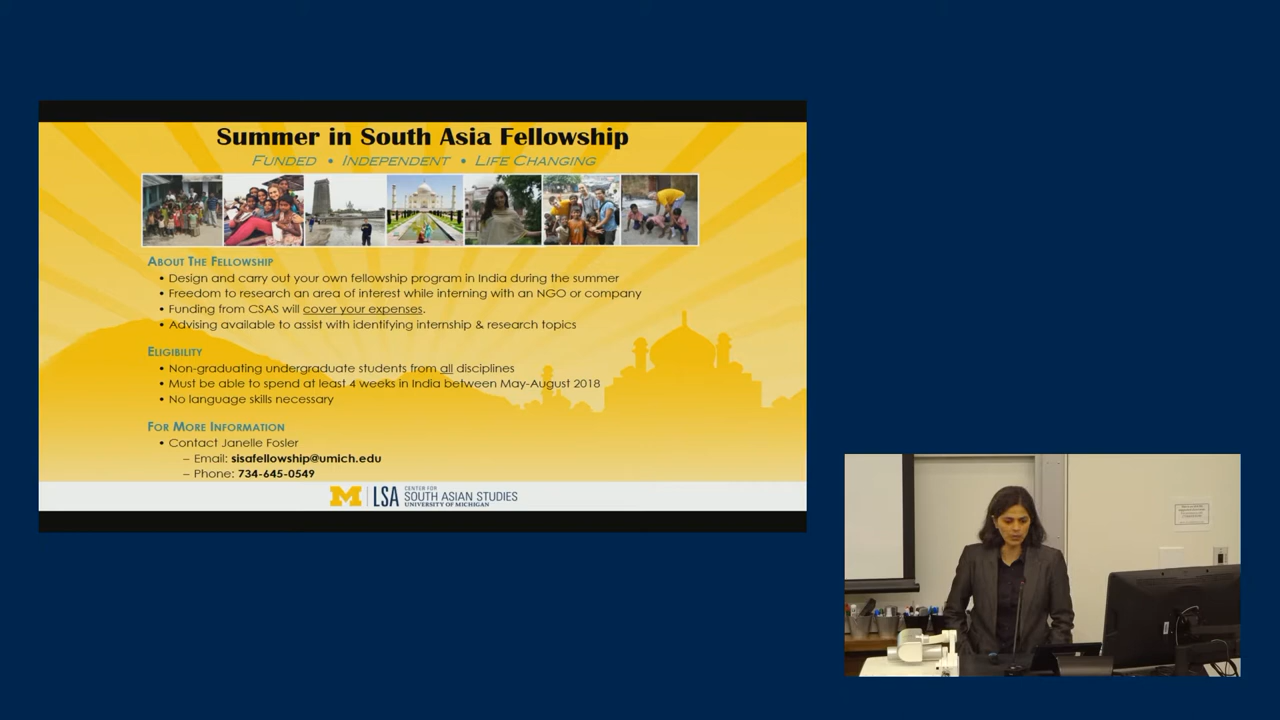 Summer in South Asia Fellowship
FUNDED • INDEPENDENT • LIFE CHANGING
ABOUT THE FELLOWSHIP
• Design and carry out your own fellowship program in India during the summer
• Freedom to research an area of interest while interning with an NGO or company
• Funding from CSAS will cover your expenses.
• Advising available to assist with identifying internship & research topics
ELIGIBILITY
• Non-graduating undergraduate students from all disciplines
• Must be able to spend at least 4 weeks in India between May-August 2018
• No language skills necessary
FOR MORE INFORMATION
• Contact Janelle Fosler
– Email: sisafellowship@umich.edu
– Phone: 734-645-0549
M LSA CENTER FOR
SOUTH ASIAN STUDIES
UNIVERSITY OF MICHIGAN